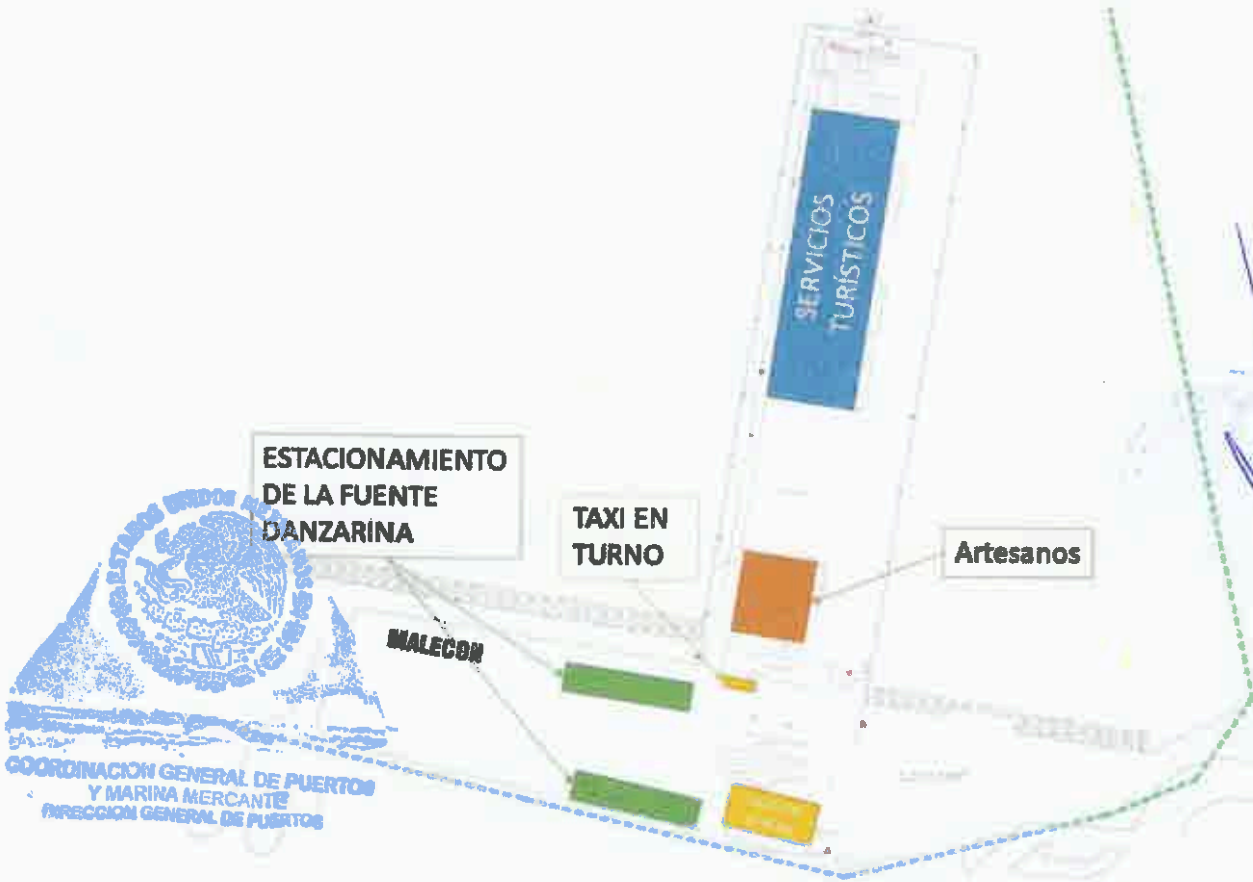 SERVICIOS
TURÍSTICOS
ESTACIONAMIENTO
DE LA FUENTE
DANZARINA
TAXI EN
TURNO
Artesanos
MALECON
COORDINACION GENERAL DE PUERTOS
Y MARINA MERCANTE
DIRECCION GENERAL DE PUERTOS